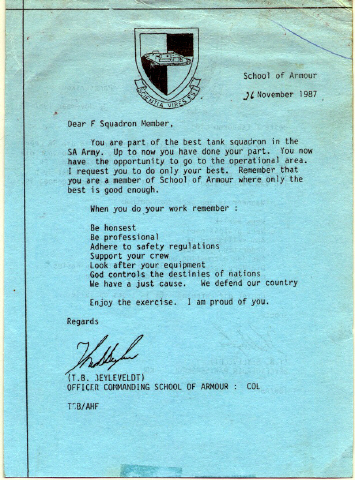 School of Armour
26 November 1987
Dear F Squadron Member,
You are part of the best tank squadron in the
SA Army. Up to now you have done your part. You now
have the opportunity to go to the operational area.
I request you to do only your best. Remember that
you are a member of School of Armour where only the
best is good enough.
When you do your work remember :
Be honsest
Be professional
Adhere to safety regulations
Support your crew
Look after your equipment
God controls the destinies of nations
We have a just cause. We defend our country
Enjoy the exercise. I am proud of you.
Regards
(T.B. BEYLEVELDT)
OFFICER COMMANDING SCHOOL OF ARMOUR : COL
TBB/AHF